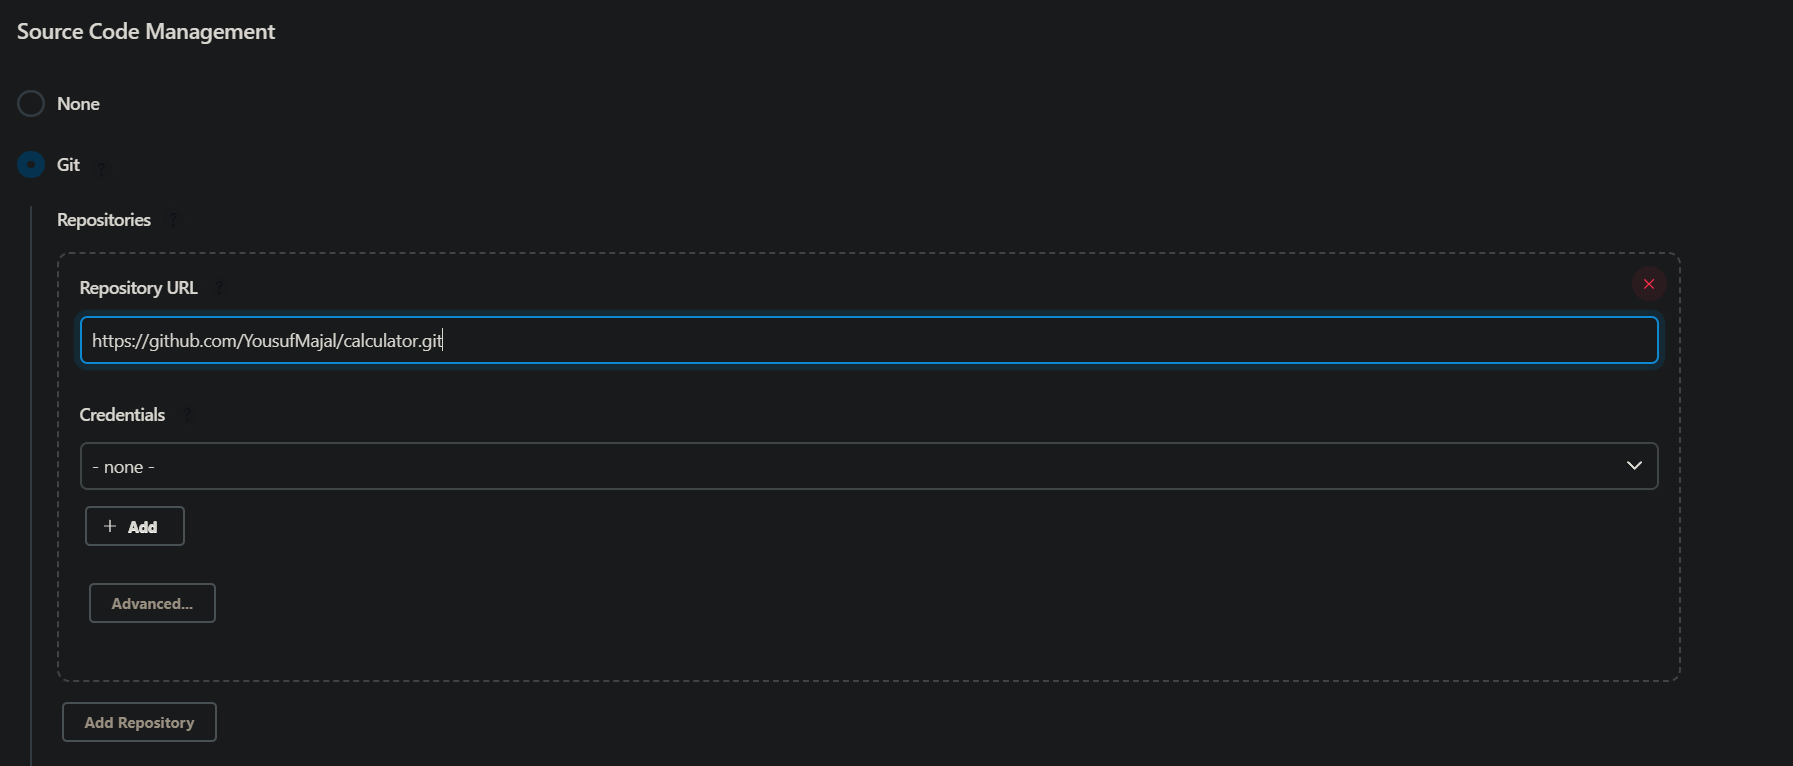 Source Code Management
None
Git ?
Repositories ?
Repository URL ?
https://github.com/YousufMajal/calculator.git
Credentials ?
- none -
+ Add
Advanced...
Add Repository